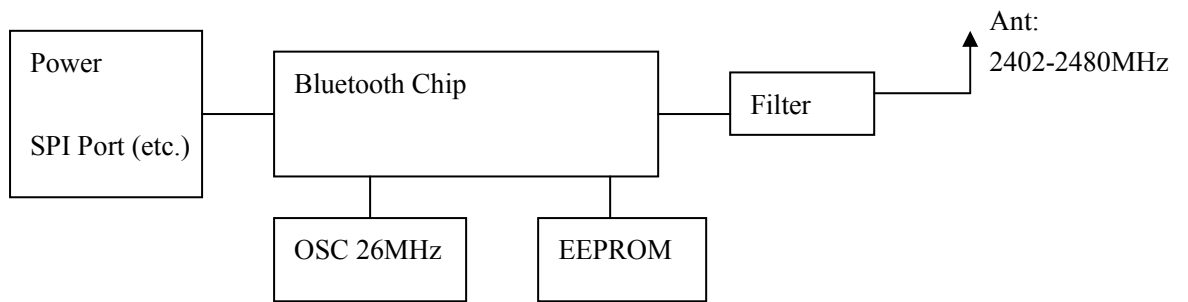 Power
SPI Port (etc.)
Bluetooth Chip
Filter
Ant:
2402-2480MHz
OSC 26MHz
EEPROM